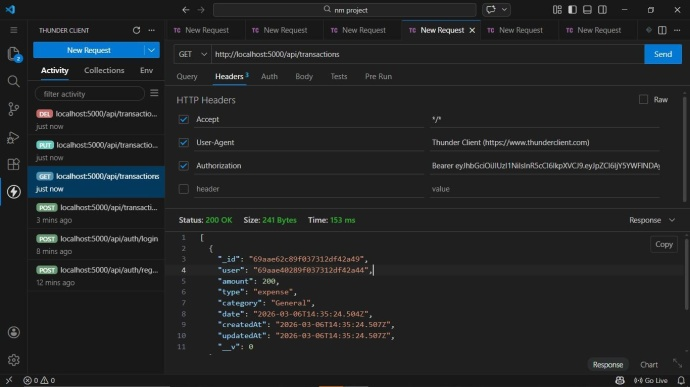 nm project
THUNDER CLIENT
New Request
Activity Collections Env
filter activity
DEL localhost:5000/api/transactio...
just now
PUT localhost:5000/api/transactio...
just now
GET localhost:5000/api/transactions
just now
POST localhost:5000/api/transacti...
3 mins ago
POST localhost:5000/api/auth/login
5 mins ago
POST localhost:5000/api/auth/reg...
12 mins ago
TC New Request TC New Request TC New Request TC New Request TC New Request TC New Request
GET http://localhost:5000/api/transactions Send
Query Headers 3 Auth Body Tests Pre Run
HTTP Headers Raw
Accept */*
User-Agent Thunder Client (https://www.thunderclient.com)
Authorization
header value
Status: 200 OK Size: 241 Bytes Time: 153 ms Response
Copy
1 [
2 {
3 "_id": "69aae62c89f037312df42a49",
4 "user": "69aae40289f037312df42a44",
5 "amount": 200,
6 "type": "expense",
7 "category": "General",
8 "date": "2026-03-06T14:35:24.504Z",
9 "createdAt": "2026-03-06T14:35:24.507Z",
10 "updatedAt": "2026-03-06T14:35:24.507Z",
11 "__v": 0
Response Chart
0 0 Go Live